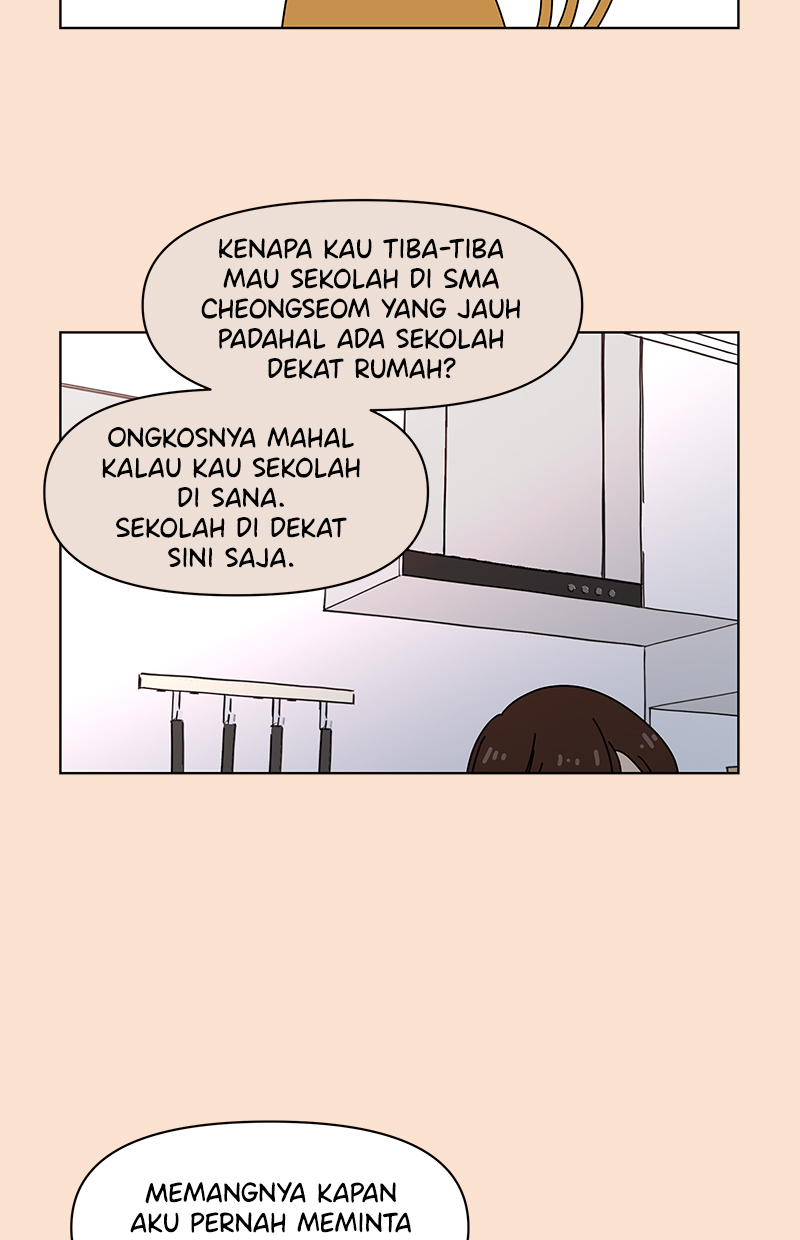 KENAPA KAU TIBA-TIBA
MAU SEKOLAH DI SMA
CHEONGSEOM YANG JAUH
PADAHAL ADA SEKOLAH
DEKAT RUMAH?
ONGKOSNYA MAHAL
KALAU KAU SEKOLAH
DI SANA.
SEKOLAH DI DEKAT
SINI SAJA.
MEMANGNYA KAPAN
AKU PERNAH MEMINTA